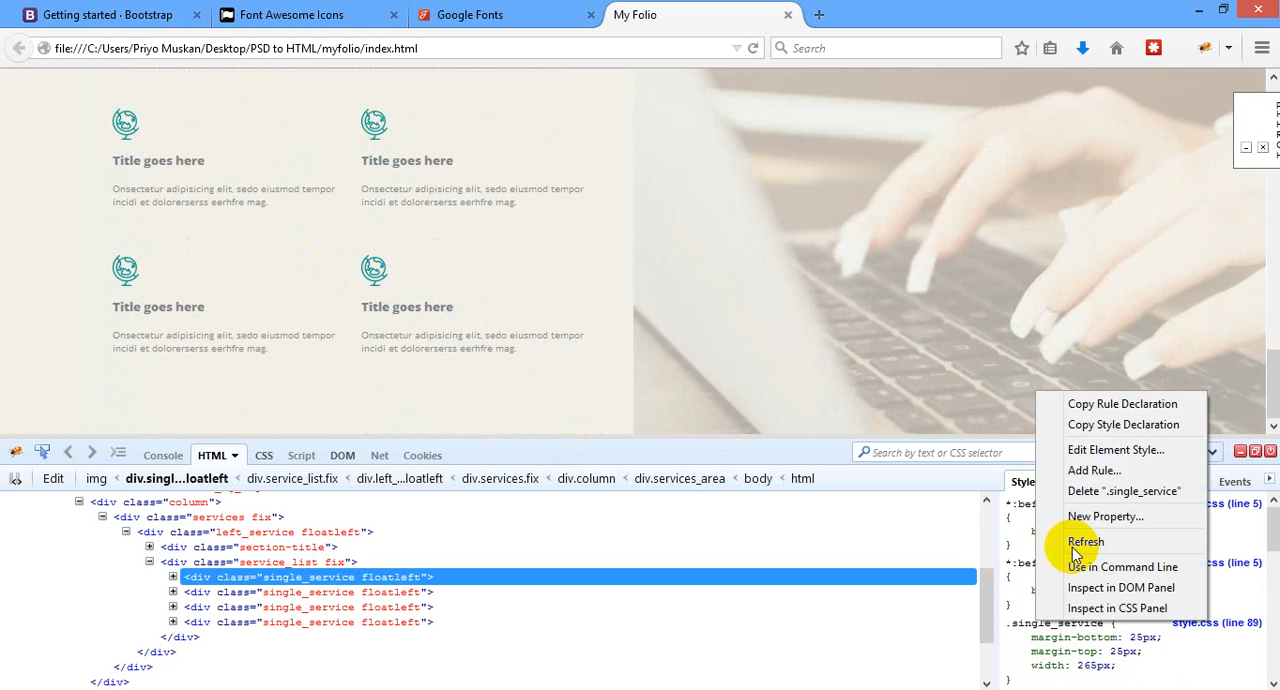 Getting started · Bootstrap
Font Awesome Icons
Google Fonts
My Folio
file:///C:/Users/Priyo Muskan/Desktop/PSD to HTML/myfolio/index.html
Search
Title goes here
Title goes here
Onsectetur adipisicing elit, sedo eiusmod tempor
incidi et dolorerserss eerhfre mag.
Onsectetur adipisicing elit, sedo eiusmod tempor
incidi et dolorerserss eerhfre mag.
Title goes here
Title goes here
Onsectetur adipisicing elit, sedo eiusmod tempor
incidi et dolorerserss eerhfre mag.
Onsectetur adipisicing elit, sedo eiusmod tempor
incidi et dolorerserss eerhfre mag.
Copy Rule Declaration
Copy Style Declaration
Edit Element Style...
Add Rule...
Delete ".single_service"
New Property...
Refresh
Use in Command Line
Inspect in DOM Panel
Inspect in CSS Panel
Console HTML CSS Script DOM Net Cookies
Search by text or CSS selector
Edit img < div.singl...loatleft < div.service_list.fix < div.left_...loatleft < div.services.fix < div.column < div.services_area < body < html
Style
Events
<div class="column">
<div class="services fix">
<div class="left_service floatleft">
<div class="section-title">
<div class="service_list fix">
<div class="single_service floatleft">
<div class="single_service floatleft">
<div class="single_service floatleft">
<div class="single_service floatleft">
</div>
</div>
</div>
</div>
*:bef
css (line 5)
{
b
}
*:bef
css (line 5)
{
b
}
.single_service {
style.css (line 89)
margin-bottom: 25px;
margin-top: 25px;
width: 265px;
}